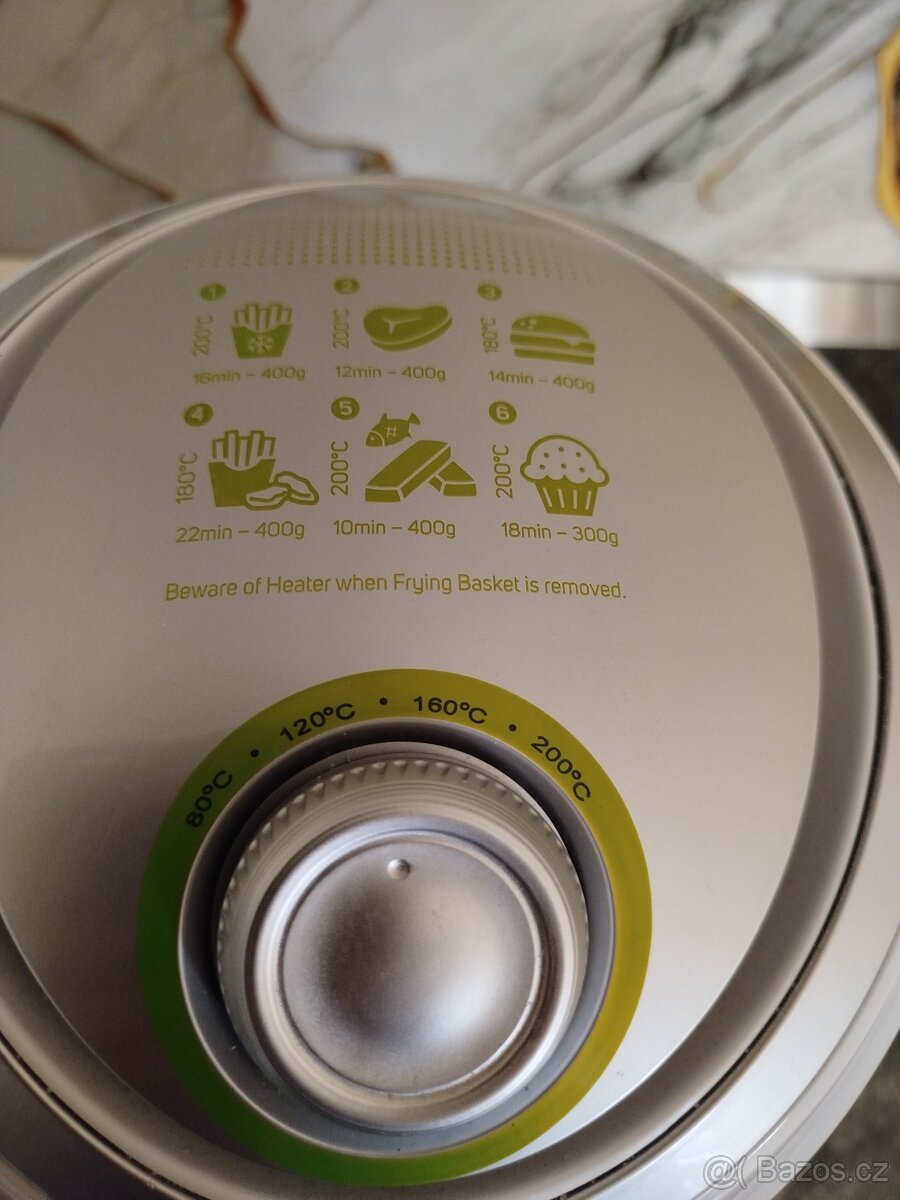 1 2 3
200°C 200°C 180°C
16min – 400g 12min – 400g 14min – 400g
4 5 6
180°C 200°C 200°C
22min – 400g 10min – 400g 18min – 300g
Beware of Heater when Frying Basket is removed.
80°C • 120°C • 160°C • 200°C
@( Bazos.cz